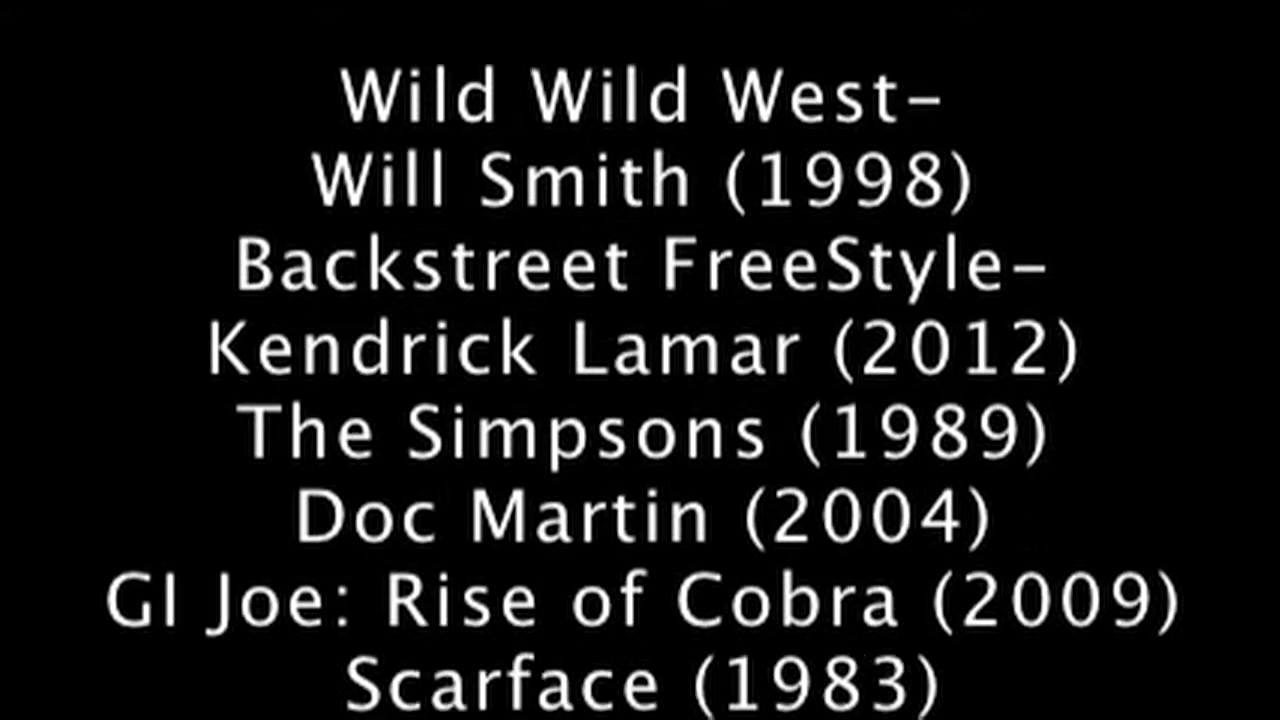 Wild Wild West–
Will Smith (1998)
Backstreet FreeStyle–
Kendrick Lamar (2012)
The Simpsons (1989)
Doc Martin (2004)
GI Joe: Rise of Cobra (2009)
Scarface (1983)